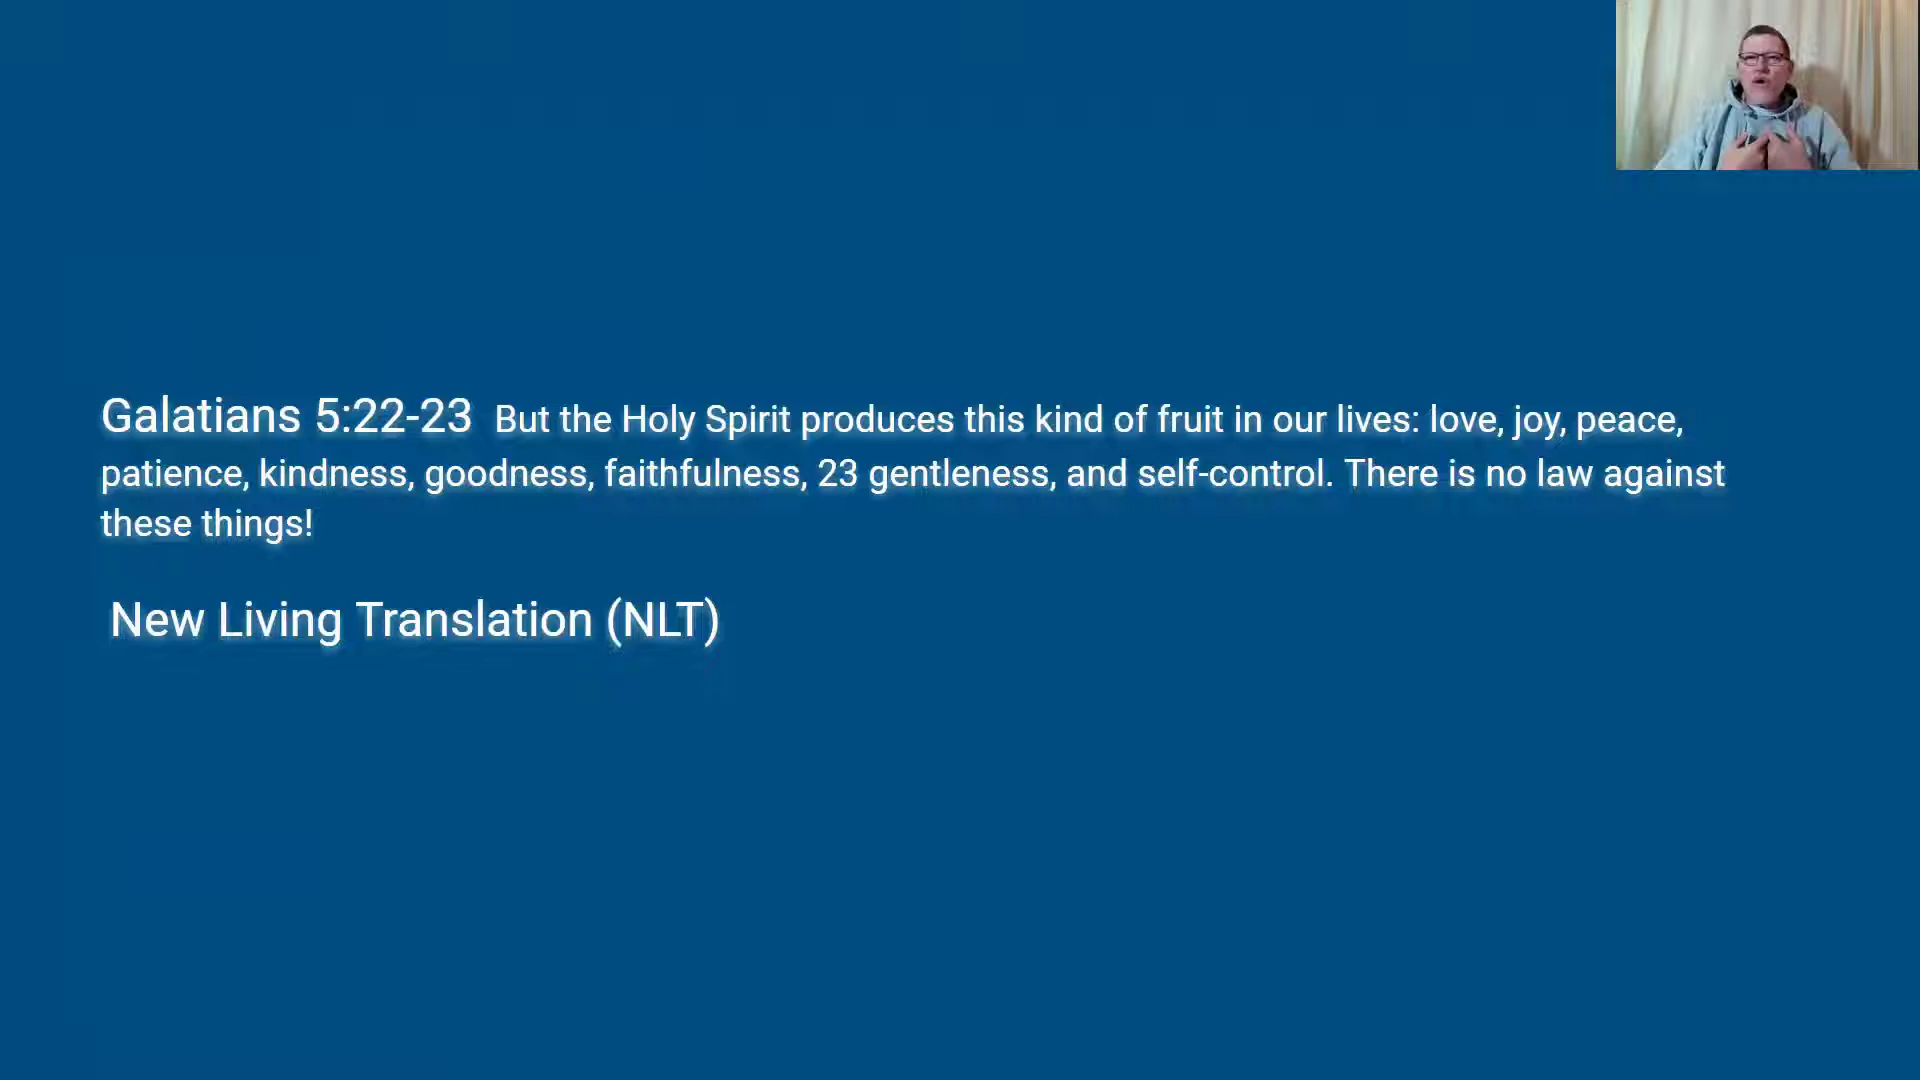 Galatians 5:22-23 But the Holy Spirit produces this kind of fruit in our lives: love, joy, peace,
patience, kindness, goodness, faithfulness, 23 gentleness, and self-control. There is no law against
these things!
New Living Translation (NLT)